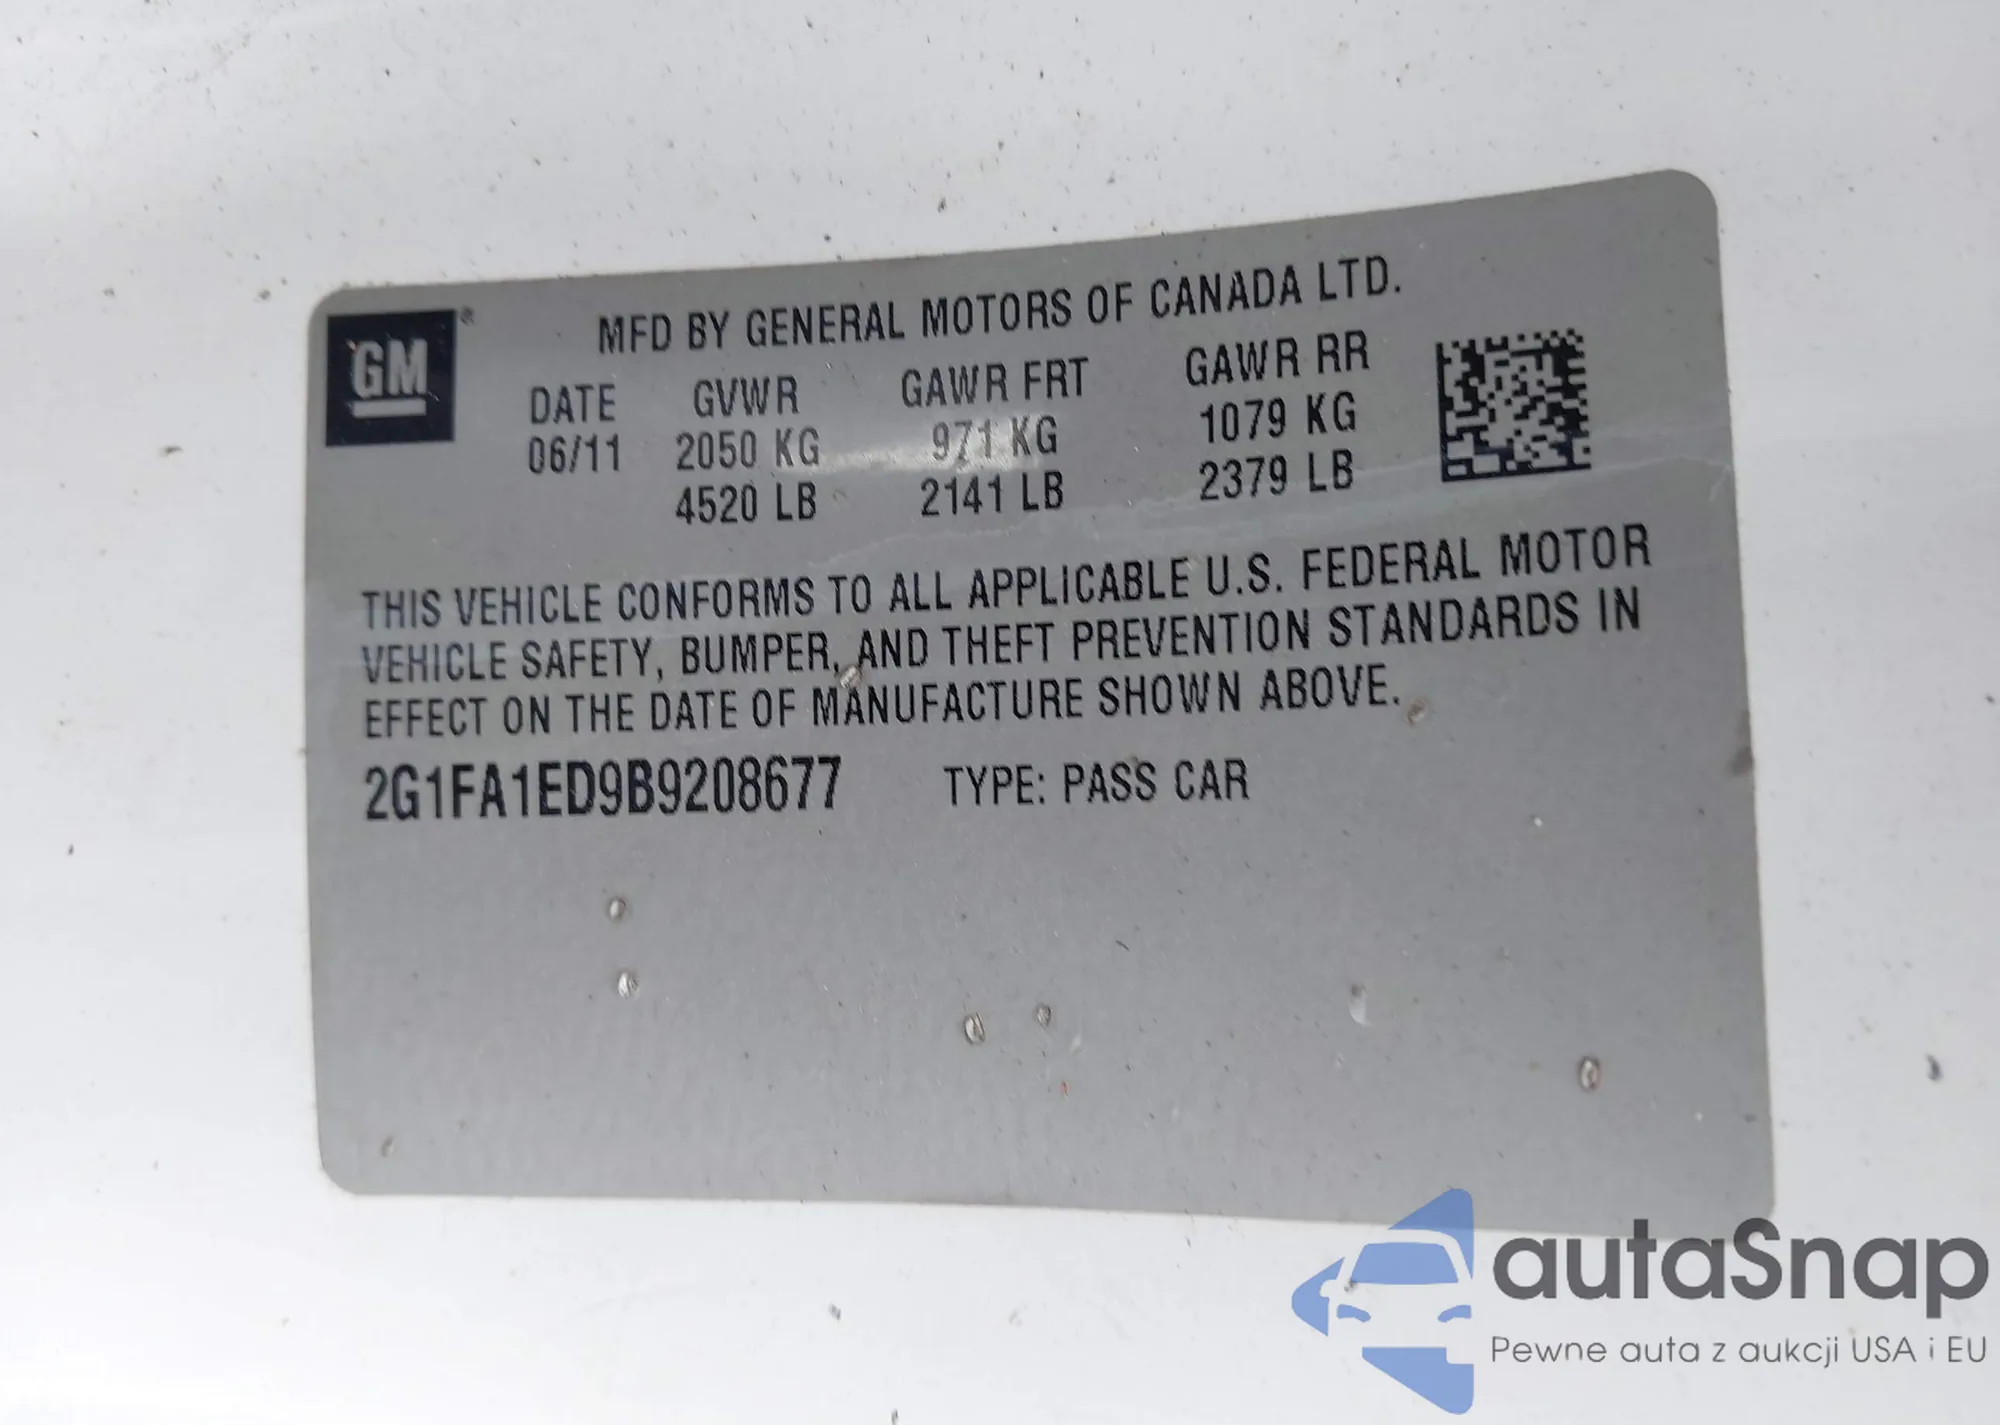 GM ®
MFD BY GENERAL MOTORS OF CANADA LTD.
DATE GVWR GAWR FRT GAWR RR
06/11 2050 KG 971 KG 1079 KG
4520 LB 2141 LB 2379 LB
THIS VEHICLE CONFORMS TO ALL APPLICABLE U.S. FEDERAL MOTOR
VEHICLE SAFETY, BUMPER, AND THEFT PREVENTION STANDARDS IN
EFFECT ON THE DATE OF MANUFACTURE SHOWN ABOVE.
2G1FA1ED9B9208677 TYPE: PASS CAR
autaSnap
Pewne auta z aukcji USA i EU